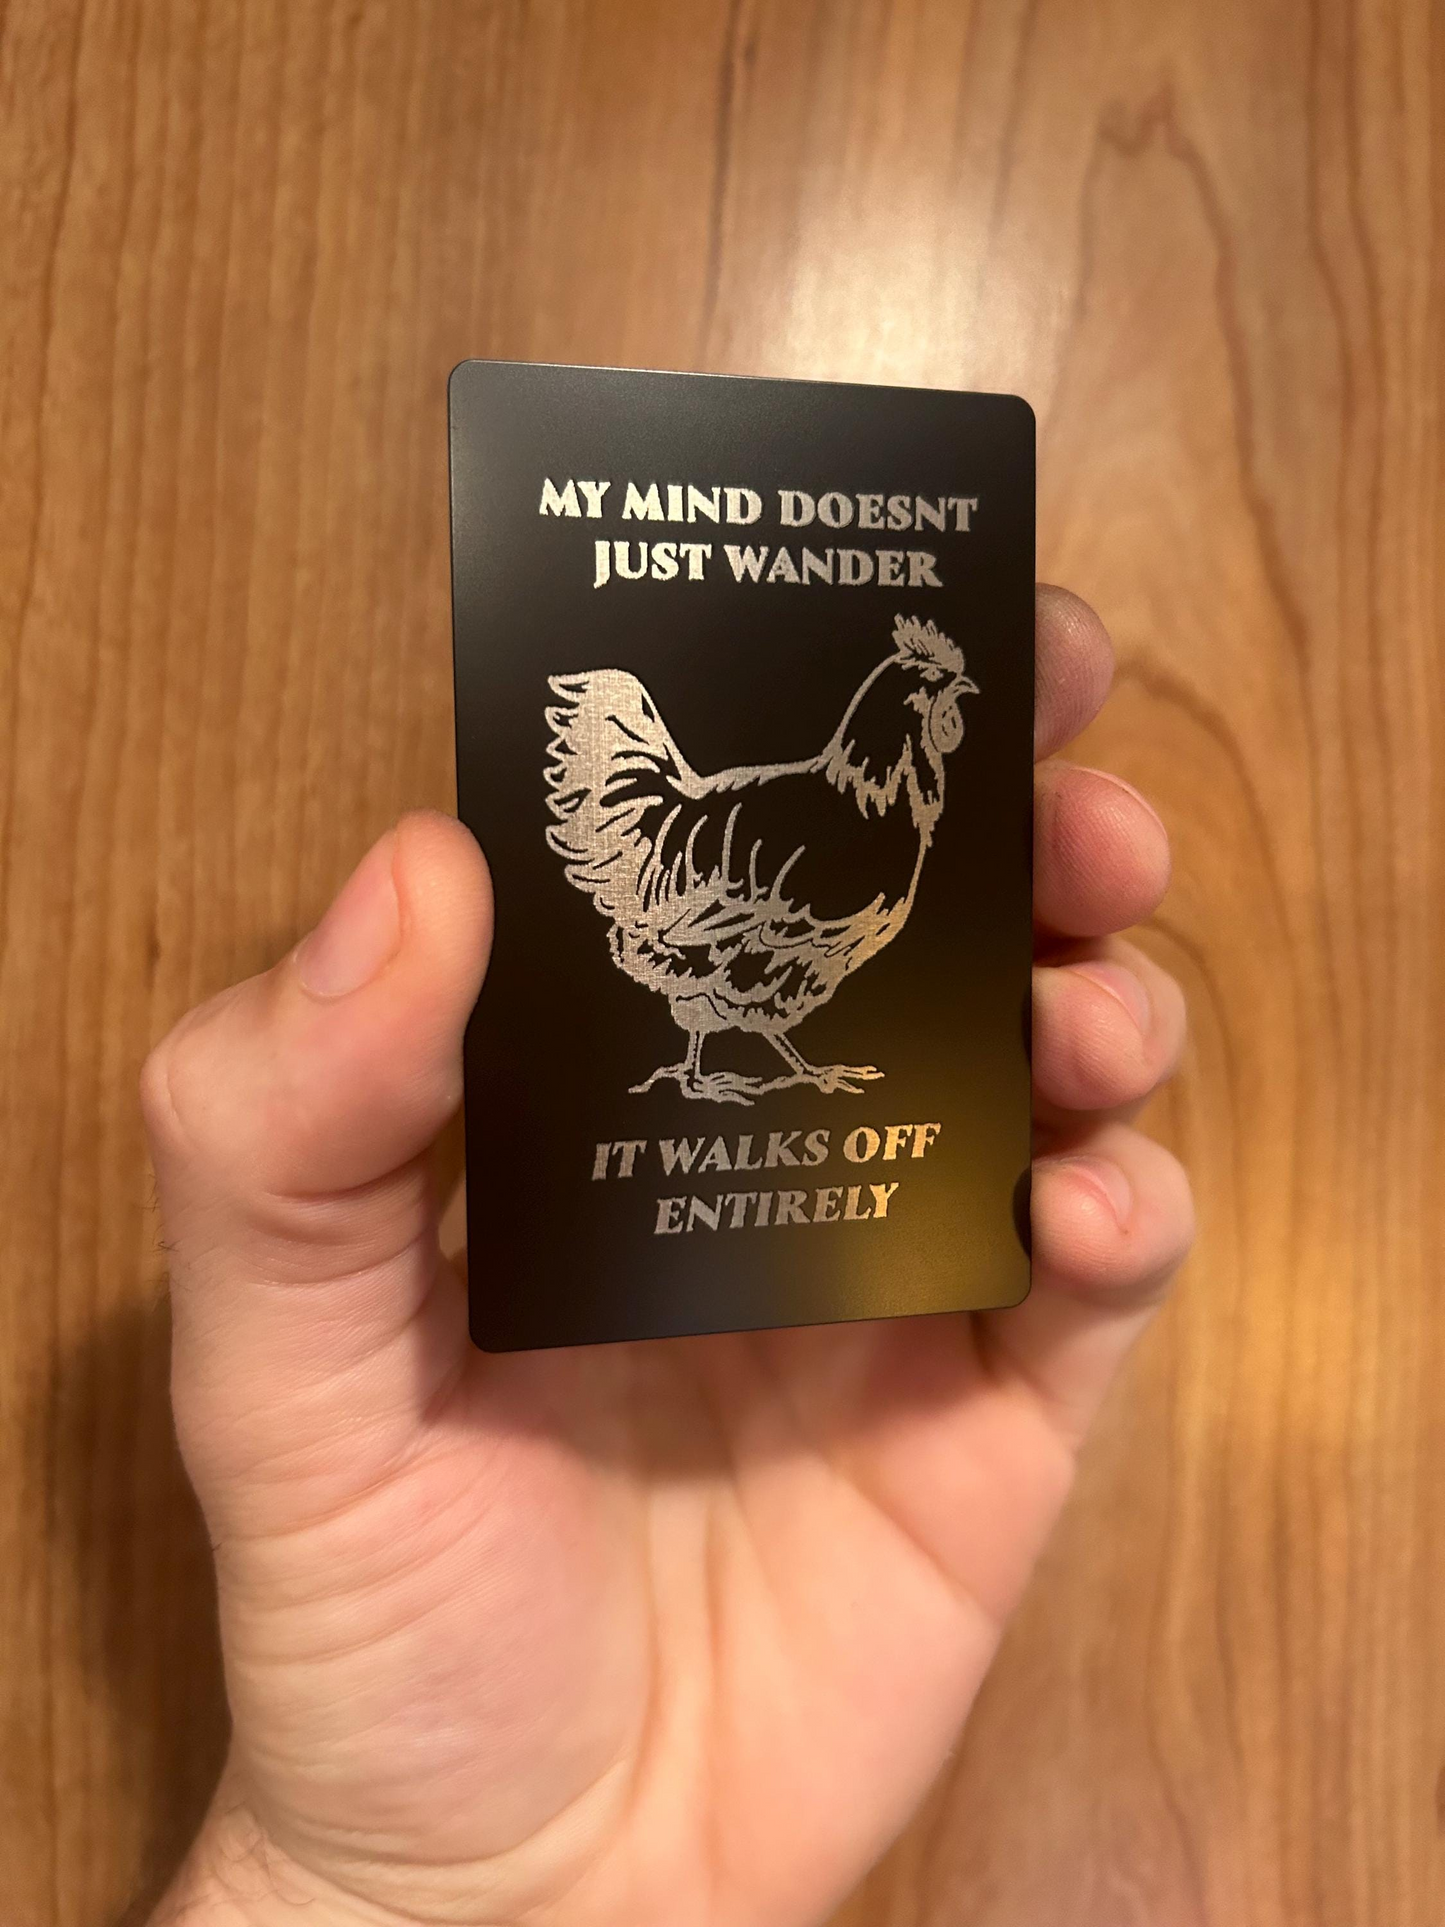 MY MIND DOESNT
JUST WANDER
IT WALKS OFF
ENTIRELY